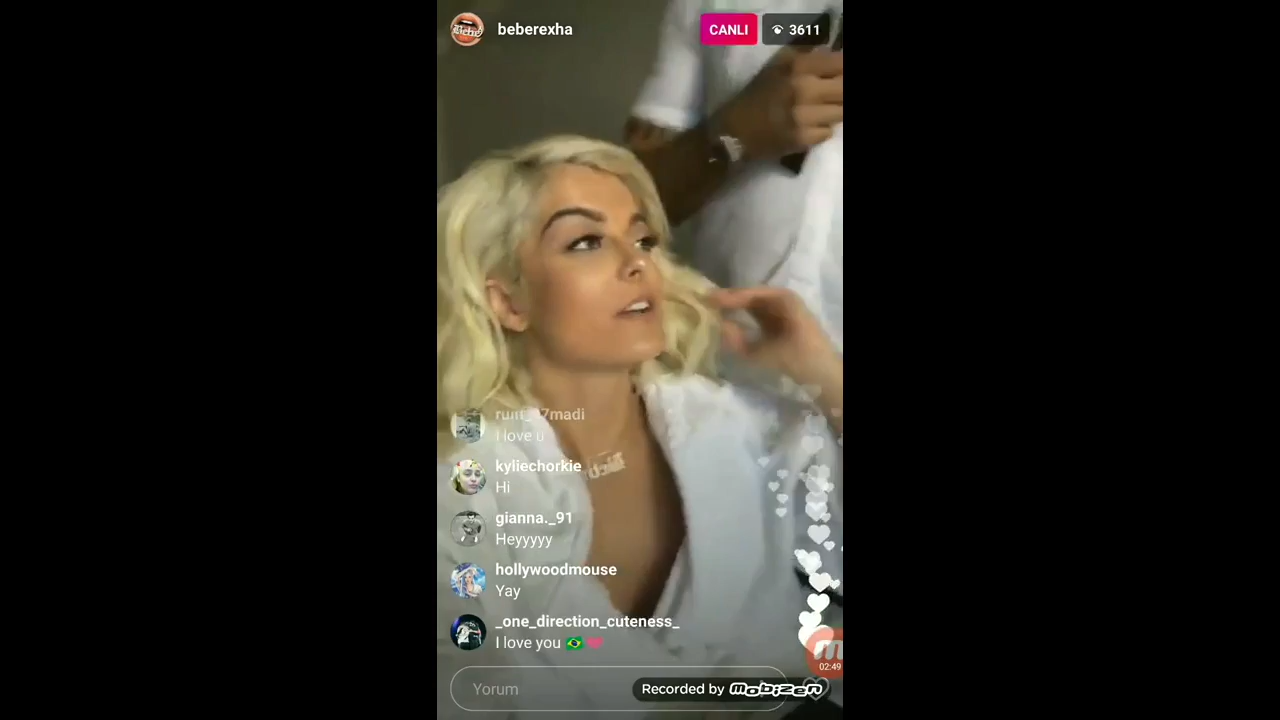 beberexha
CANLI
3611
I love u
kyliechorkie
Hi
gianna._91
Heyyyyy
hollywoodmouse
Yay
_one_direction_cuteness_
I love you 🇧🇷
Yorum
Recorded by mobizen
02:49